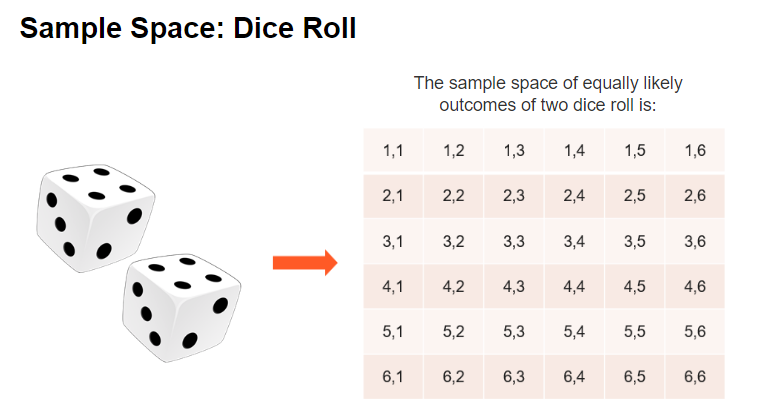 Sample Space: Dice Roll
The sample space of equally likely
outcomes of two dice roll is:
1,1 1,2 1,3 1,4 1,5 1,6
2,1 2,2 2,3 2,4 2,5 2,6
3,1 3,2 3,3 3,4 3,5 3,6
4,1 4,2 4,3 4,4 4,5 4,6
5,1 5,2 5,3 5,4 5,5 5,6
6,1 6,2 6,3 6,4 6,5 6,6